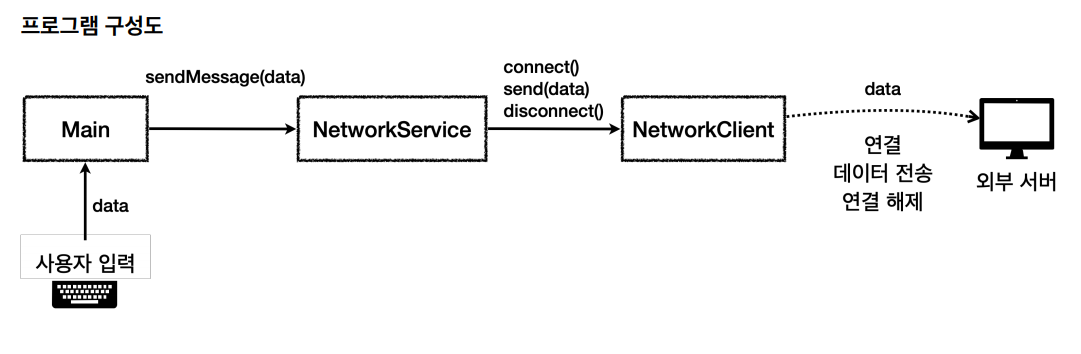 프로그램 구성도
sendMessage(data)
connect()
send(data)
disconnect()
data
Main
NetworkService
NetworkClient
연결
데이터 전송
연결 해제
외부 서버
data
사용자 입력